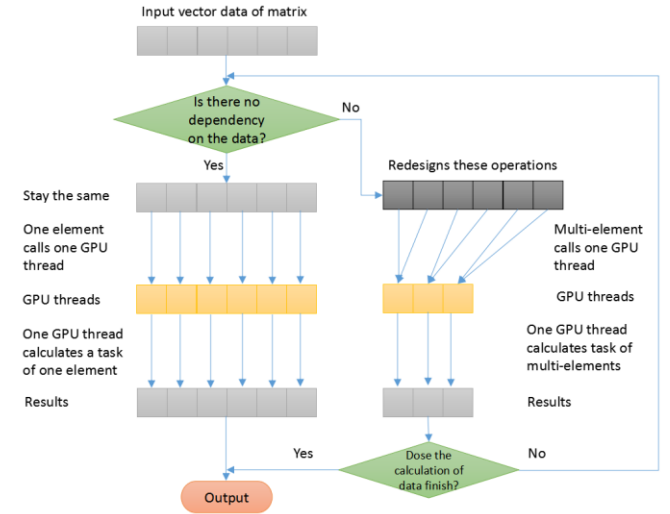 Input vector data of matrix
Is there no
dependency
on the data?
No
Yes
Redesigns these operations
Stay the same
One element
calls one GPU
thread
Multi-element
calls one GPU
thread
GPU threads
GPU threads
One GPU thread
calculates a task
of one element
One GPU thread
calculates task of
multi-elements
Results
Results
Yes
Dose the
calculation of
data finish?
No
Output